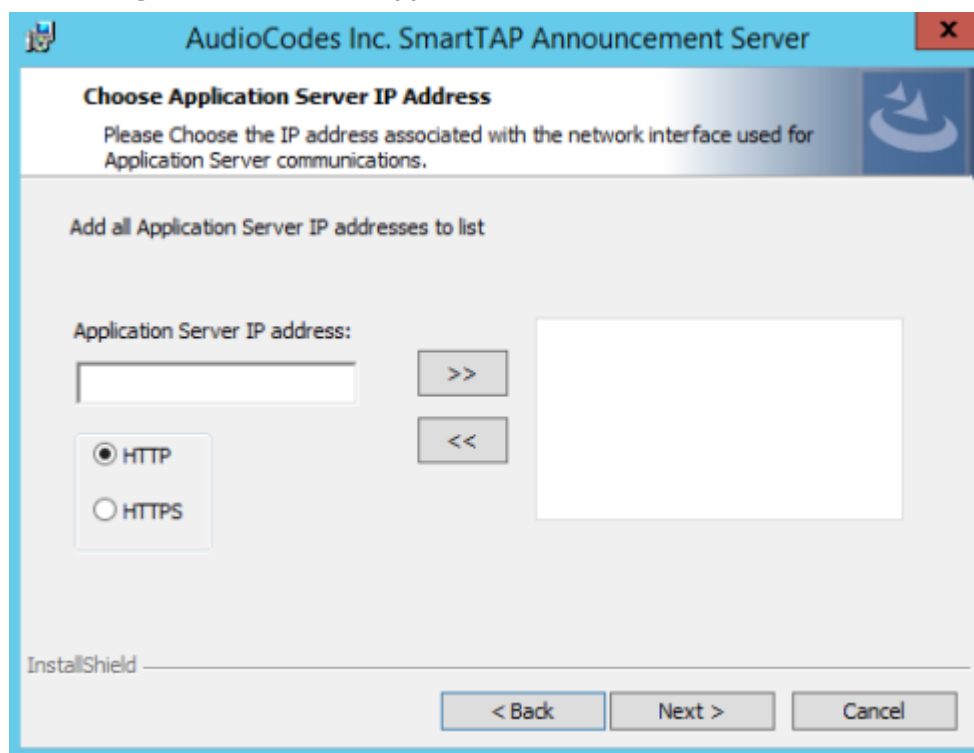 AudioCodes Inc. SmartTAP Announcement Server
x
Choose Application Server IP Address
Please Choose the IP address associated with the network interface used for
Application Server communications.
Add all Application Server IP addresses to list
Application Server IP address:
>>
<<
HTTP
HTTPS
InstallShield
< Back
Next >
Cancel